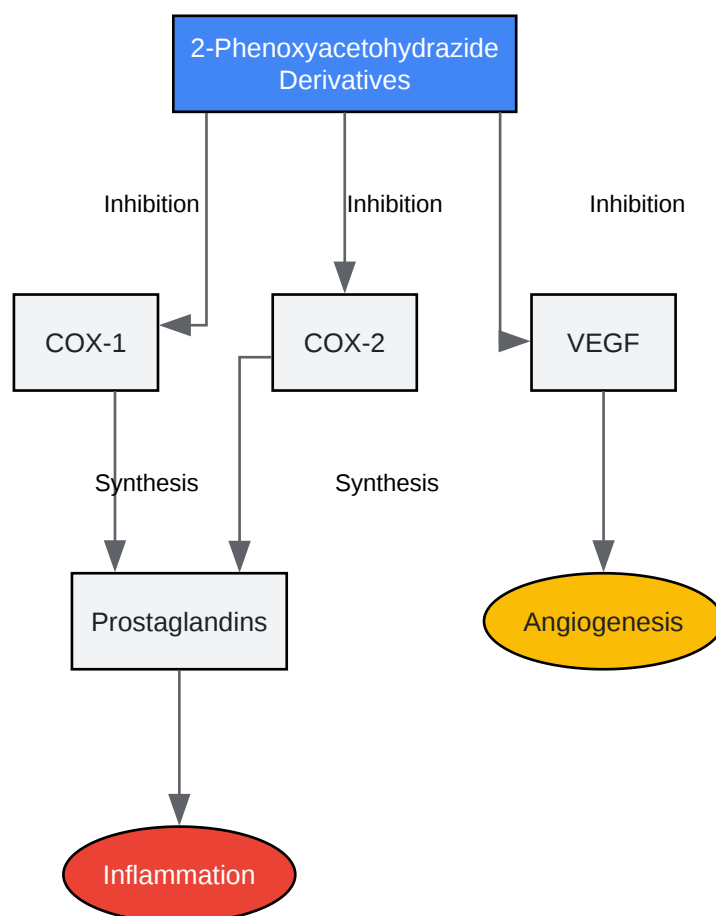 2-Phenoxyacetohydrazide
Derivatives
Inhibition
Inhibition
Inhibition
COX-1
COX-2
VEGF
Synthesis
Synthesis
Prostaglandins
Angiogenesis
Inflammation